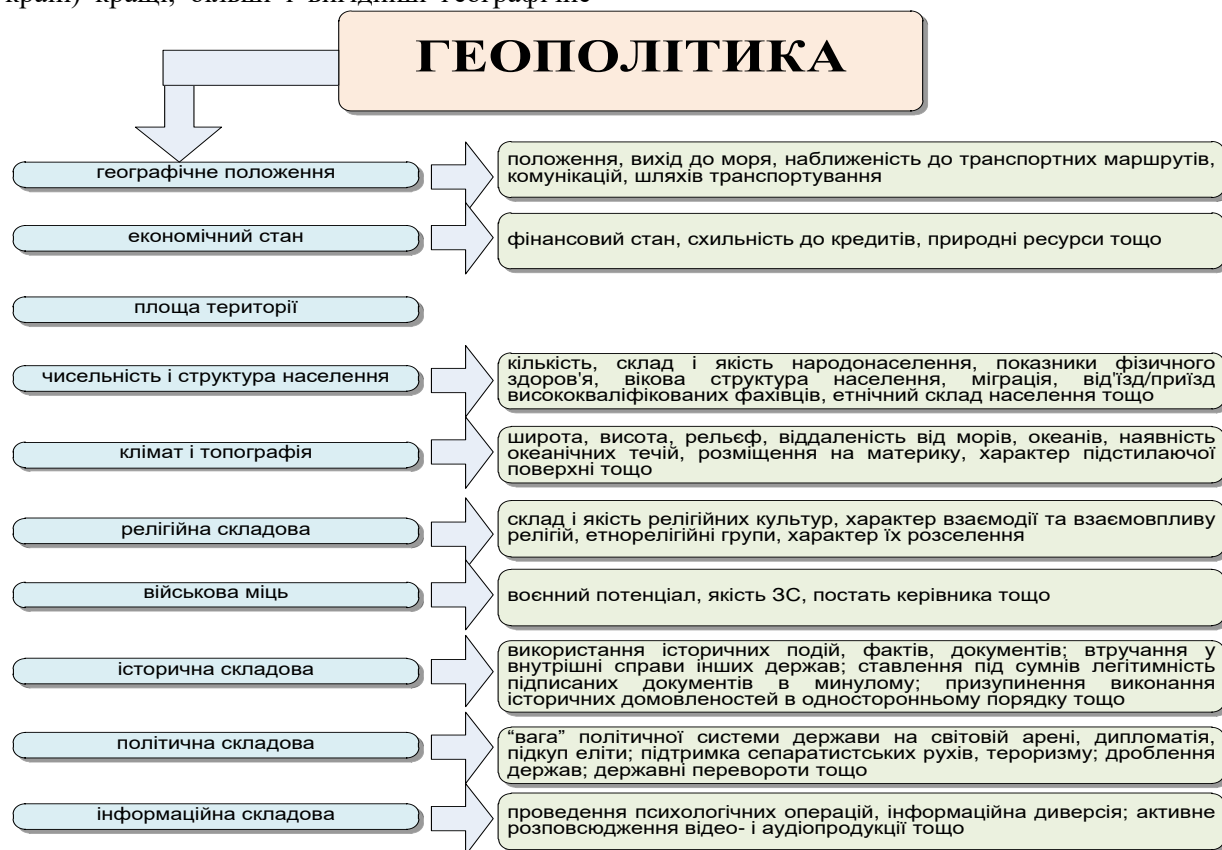 країн) кращі, більші і вигідніші географічне
ГЕОПОЛІТИКА
географічне положення
положення, вихід до моря, наближеність до транспортних маршрутів,
комунікацій, шляхів транспортування
економічний стан
фінансовий стан, схильність до кредитів, природні ресурси тощо
площа території
чисельність і структура населення
кількість, склад і якість народонаселення, показники фізичного
здоров'я, вікова структура населення, міграція, від'їзд/приїзд
висококваліфікованих фахівців, етнічний склад населення тощо
клімат і топографія
широта, висота, рельєф, віддаленість від морів, океанів, наявність
океанічних течій, розміщення на материку, характер підстилаючої
поверхні тощо
релігійна складова
склад і якість релігійних культур, характер взаємодії та взаємовпливу
релігій, етнорелігійні групи, характер їх розселення
військова міць
воєнний потенціал, якість ЗС, постать керівника тощо
історична складова
використання історичних подій, фактів, документів; втручання у
внутрішні справи інших держав; ставлення під сумнів легітимність
підписаних документів в минулому; призупинення виконання
історичних домовленостей в односторонньому порядку тощо
політична складова
“вага” політичної системи держави на світовій арені, дипломатія,
підкуп еліти; підтримка сепаратистських рухів, тероризму; дроблення
держав; державні перевороти тощо
інформаційна складова
проведення психологічних операцій, інформаційна диверсія; активне
розповсюдження відео- і аудіопродукції тощо